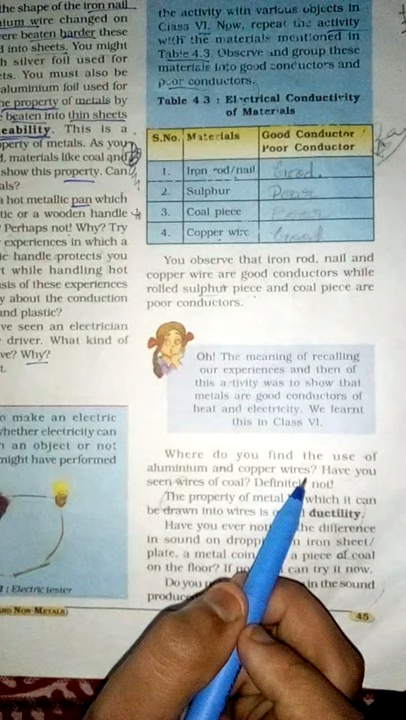 the shape of the iron nail
wire changed on
beaten harder these
into sheets. You might
silver foil used for
You must also be
aluminium foil used for
property of metals by
beaten into thin sheets
This is a
of metals. As you
materials like coal and
show this property. Can
a hot metallic pan which
or a wooden handle
Perhaps not! Why? Try
experiences in which a
handle protects you
while handling hot
of these experiences
about the conduction
and plastic?
seen an electrician
driver. What kind of
Why?
make an electric
whether electricity can
an object or not
might have performed
: Electric tester
AND NON-METALS
the activity with various objects in
Class VI. Now, repeat the activity
with the materials mentioned in
Table 4.3. Observe and group these
materials into good conductors and
poor conductors.
Table 4.3 : Electrical Conductivity
of Materials
S.No. Materials Good Conductor /
Poor Conductor
1. Iron rod/nail Good
2. Sulphur Poor
3. Coal piece Poor
4. Copper wire Good
You observe that iron rod, nail and
copper wire are good conductors while
rolled sulphur piece and coal piece are
poor conductors.
Oh! The meaning of recalling
our experiences and then of
this activity was to show that
metals are good conductors of
heat and electricity. We learnt
this in Class VI.
Where do you find the use of
aluminium and copper wires? Have you
seen wires of coal? Definitely not!
The property of metal which it can
be drawn into wires is ductility.
Have you ever the difference
in sound on iron sheet/
plate, a metal coin a piece of coal
on the floor? If can try it now.
Do you in the sound
45